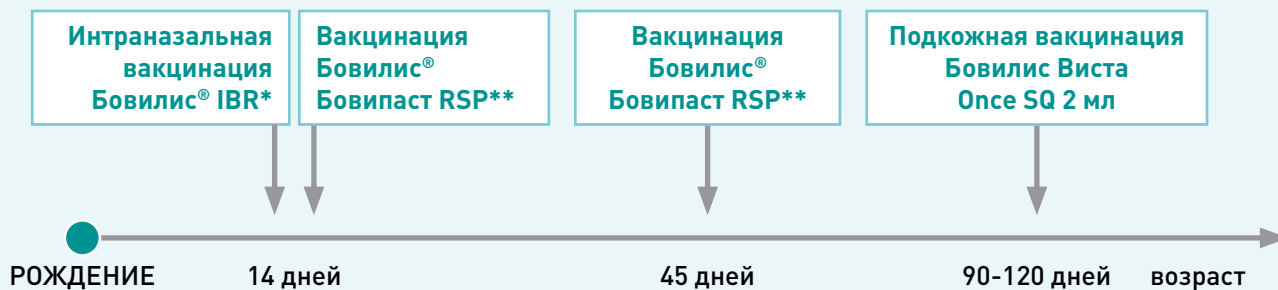 Интраназальная
вакцинация
Бовилис® IBR*
Вакцинация
Бовилис®
Бовипаст RSP**
Вакцинация
Бовилис®
Бовипаст RSP**
Подкожная вакцинация
Бовилис Виста
Once SQ 2 мл
РОЖДЕНИЕ 14 дней 45 дней 90-120 дней возраст